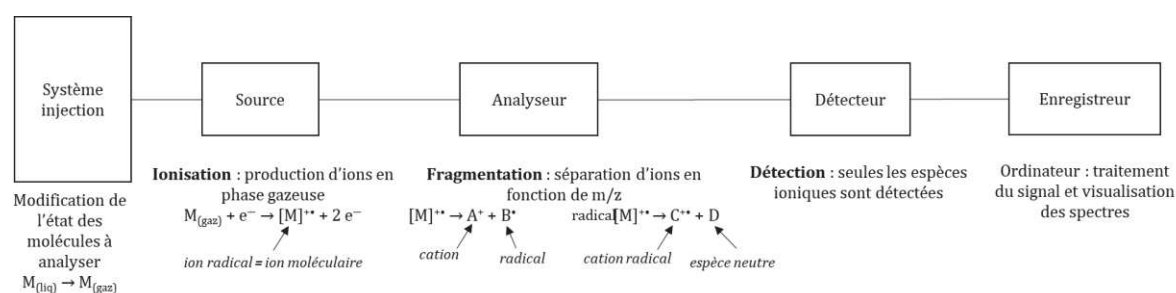 Système
injection
Source
Analyseur
Détecteur
Enregistreur
Modification de
l'état des
molécules à
analyser
M(liq) → M(gaz)
Ionisation : production d'ions en
phase gazeuse
M(gaz) + e⁻ → [M]⁺• + 2 e⁻
ion radical = ion moléculaire
Fragmentation : séparation d'ions en
fonction de m/z
[M]⁺• → A⁺ + B•
cation
radical
radical[M]⁺• → C⁺• + D
cation radical
espèce neutre
Détection : seules les espèces
ioniques sont détectées
Ordinateur : traitement
du signal et visualisation
des spectres